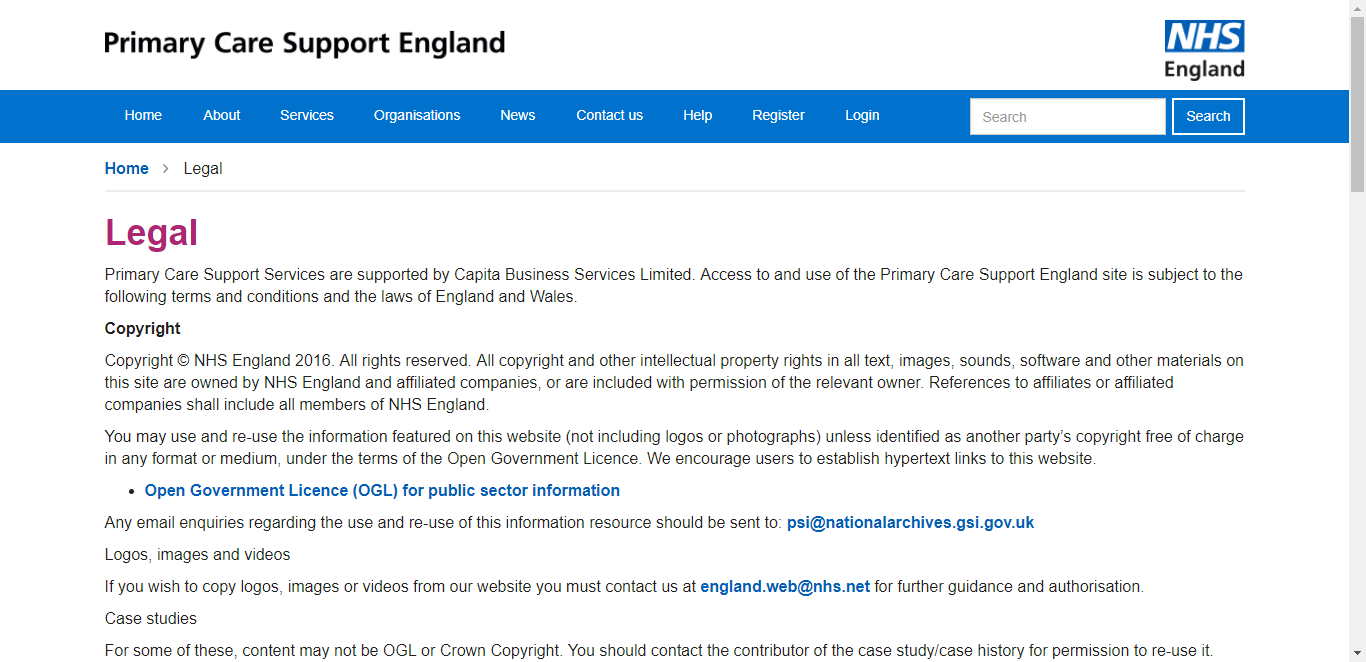 Primary Care Support England
NHS
England
Home About Services Organisations News Contact us Help Register Login Search Search
Home > Legal
Legal
Primary Care Support Services are supported by Capita Business Services Limited. Access to and use of the Primary Care Support England site is subject to the
following terms and conditions and the laws of England and Wales.
Copyright
Copyright © NHS England 2016. All rights reserved. All copyright and other intellectual property rights in all text, images, sounds, software and other materials on
this site are owned by NHS England and affiliated companies, or are included with permission of the relevant owner. References to affiliates or affiliated
companies shall include all members of NHS England.
You may use and re-use the information featured on this website (not including logos or photographs) unless identified as another party’s copyright free of charge
in any format or medium, under the terms of the Open Government Licence. We encourage users to establish hypertext links to this website.
• Open Government Licence (OGL) for public sector information
Any email enquiries regarding the use and re-use of this information resource should be sent to: psi@nationalarchives.gsi.gov.uk
Logos, images and videos
If you wish to copy logos, images or videos from our website you must contact us at england.web@nhs.net for further guidance and authorisation.
Case studies
For some of these, content may not be OGL or Crown Copyright. You should contact the contributor of the case study/case history for permission to re-use it.